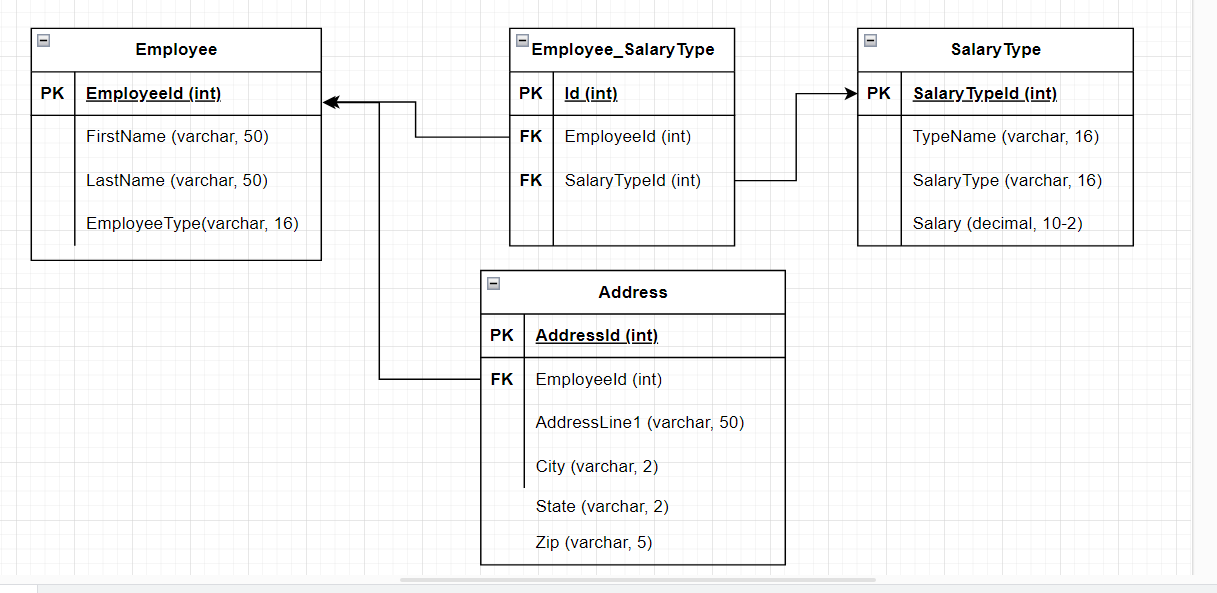 Employee
PK EmployeeId (int)
FirstName (varchar, 50)
LastName (varchar, 50)
EmployeeType(varchar, 16)
Employee_SalaryType
PK Id (int)
FK EmployeeId (int)
FK SalaryTypeId (int)
SalaryType
PK SalaryTypeId (int)
TypeName (varchar, 16)
SalaryType (varchar, 16)
Salary (decimal, 10-2)
Address
PK AddressId (int)
FK EmployeeId (int)
AddressLine1 (varchar, 50)
City (varchar, 2)
State (varchar, 2)
Zip (varchar, 5)